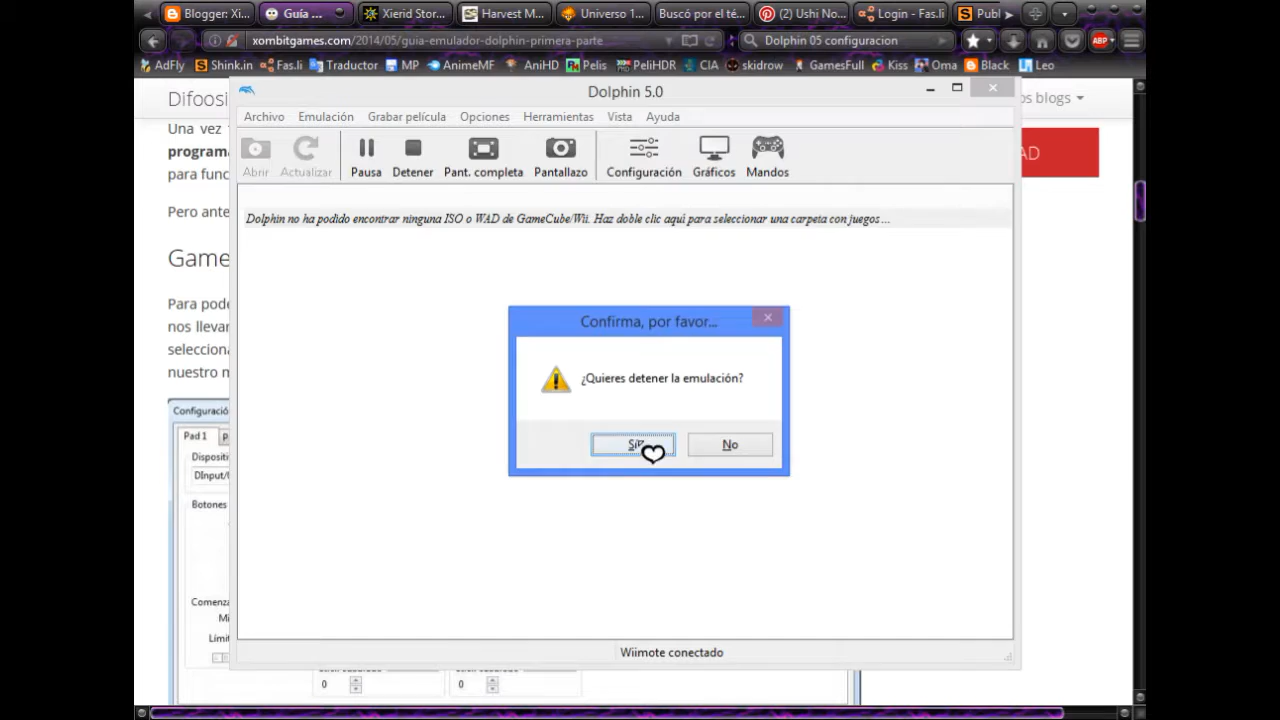 Blogger: Xi...
Guía ...
Xierid Stor...
Harvest M...
Universo 1...
Buscó por el té...
(2) Ushi No...
Login - Fas.li
Publ
xombitgames.com/2014/05/guia-emulador-dolphin-primera-parte
Dolphin 05 configuracion
ABP
AdFly
Shink.in
Fas.li
Traductor
MP
AnimeMF
AniHD
Pelis
PeliHDR
CIA
skidrow
GamesFull
Kiss
Oma
Black
Leo
Difoosi
os blogs
Dolphin 5.0
Archivo
Emulación
Grabar película
Opciones
Herramientas
Vista
Ayuda
Una vez
programa
para func
AD
Abrir
Actualizar
Pausa
Detener
Pant. completa
Pantallazo
Configuración
Gráficos
Mandos
Pero ante
Dolphin no ha podido encontrar ninguna ISO o WAD de GameCube/Wii. Haz doble clic aquí para seleccionar una carpeta con juegos ...
Game
Para pode
nos llevar
selecciona
nuestro m
Confirma, por favor...
¿Quieres detener la emulación?
Sí
No
Configuració
Pad 1
P
Dispositi
DInput/
Botones
Comenza
Mi
Límit
Wiimote conectado
0
0